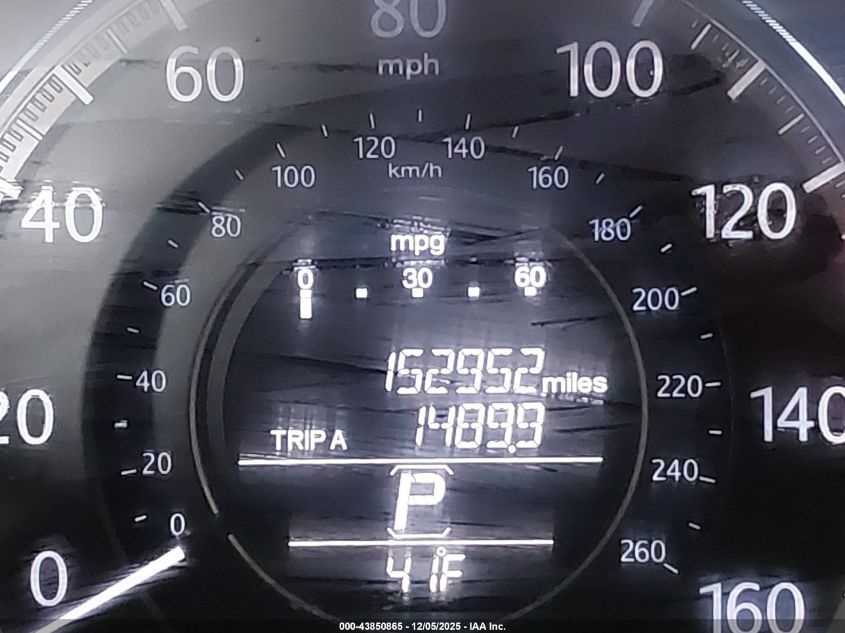 80
mph
60
100
120 140
km/h
100 160
40
120
80 180
mpg
0 30 60
60 200
152952 miles
40 220
20
140
TRIP A 1489.9
20 240
P
0 260
41°F
0
160
000-43850865 - 12/05/2025 - IAA Inc.